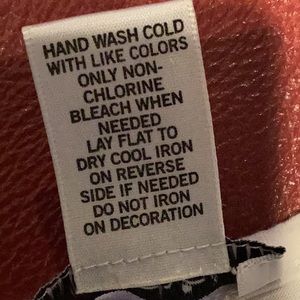 HAND WASH COLD
WITH LIKE COLORS
ONLY NON-
CHLORINE
BLEACH WHEN
NEEDED
LAY FLAT TO
DRY COOL IRON
ON REVERSE
SIDE IF NEEDED
DO NOT IRON
ON DECORATION